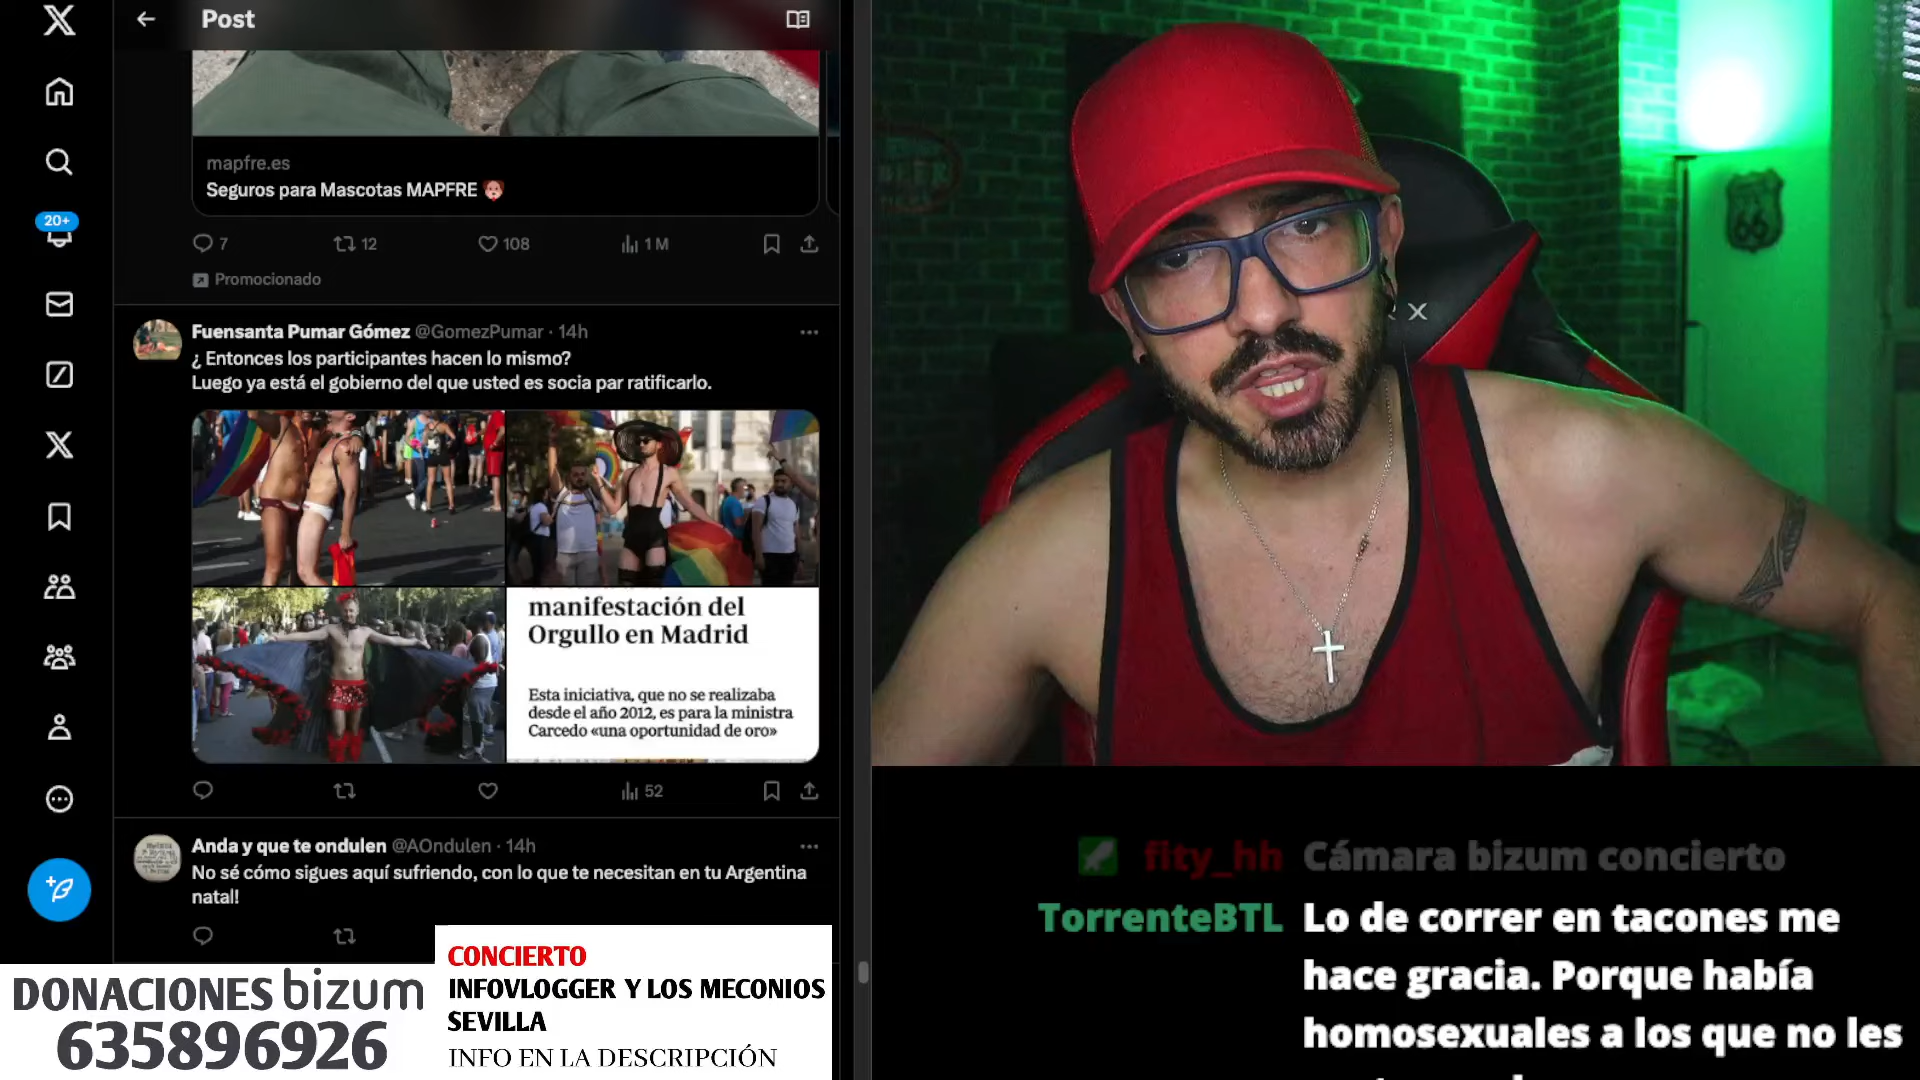 Post
mapfre.es
Seguros para Mascotas MAPFRE
7
12
108
1 M
Promocionado
20+
Fuensanta Pumar Gómez @GomezPumar · 14h
¿ Entonces los participantes hacen lo mismo?
Luego ya está el gobierno del que usted es socia par ratificarlo.
manifestación del
Orgullo en Madrid
Esta iniciativa, que no se realizaba
desde el año 2012, es para la ministra
Carcedo «una oportunidad de oro»
52
Anda y que te ondulen @AOndulen · 14h
No sé cómo sigues aquí sufriendo, con lo que te necesitan en tu Argentina
natal!
DONACIONES bizum
635896926
CONCIERTO
INFOVLOGGER Y LOS MECONIOS
SEVILLA
INFO EN LA DESCRIPCIÓN
BEER
66
fity_hh Cámara bizum concierto
TorrenteBTL Lo de correr en tacones me
hace gracia. Porque había
homosexuales a los que no les